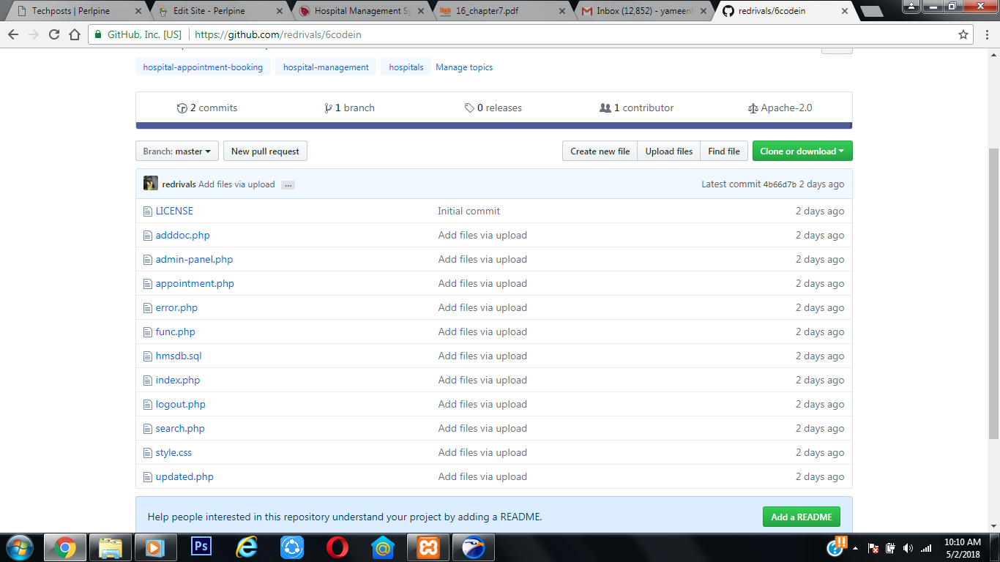 Techposts | Perlpine
Edit Site - Perlpine
Hospital Management Sy
16_chapter7.pdf
Inbox (12,852) - yameenk
redrivals/6codein
GitHub, Inc. [US] https://github.com/redrivals/6codein
hospital-appointment-booking hospital-management hospitals Manage topics
2 commits 1 branch 0 releases 1 contributor Apache-2.0
Branch: master New pull request Create new file Upload files Find file Clone or download
redrivals Add files via upload ... Latest commit 4b66d7b 2 days ago
LICENSE Initial commit 2 days ago
adddoc.php Add files via upload 2 days ago
admin-panel.php Add files via upload 2 days ago
appointment.php Add files via upload 2 days ago
error.php Add files via upload 2 days ago
func.php Add files via upload 2 days ago
hmsdb.sql Add files via upload 2 days ago
index.php Add files via upload 2 days ago
logout.php Add files via upload 2 days ago
search.php Add files via upload 2 days ago
style.css Add files via upload 2 days ago
updated.php Add files via upload 2 days ago
Help people interested in this repository understand your project by adding a README. Add a README
Ps
10:10 AM
5/2/2018